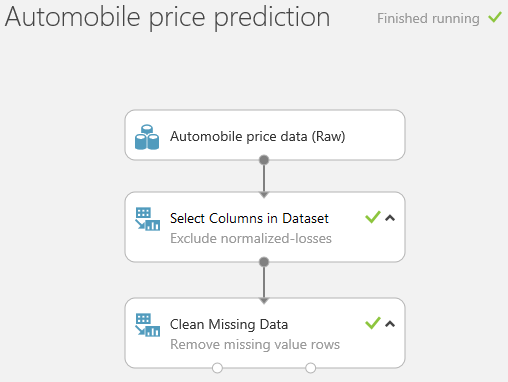 Automobile price prediction
Finished running
Automobile price data (Raw)
Select Columns in Dataset
Exclude normalized-losses
Clean Missing Data
Remove missing value rows